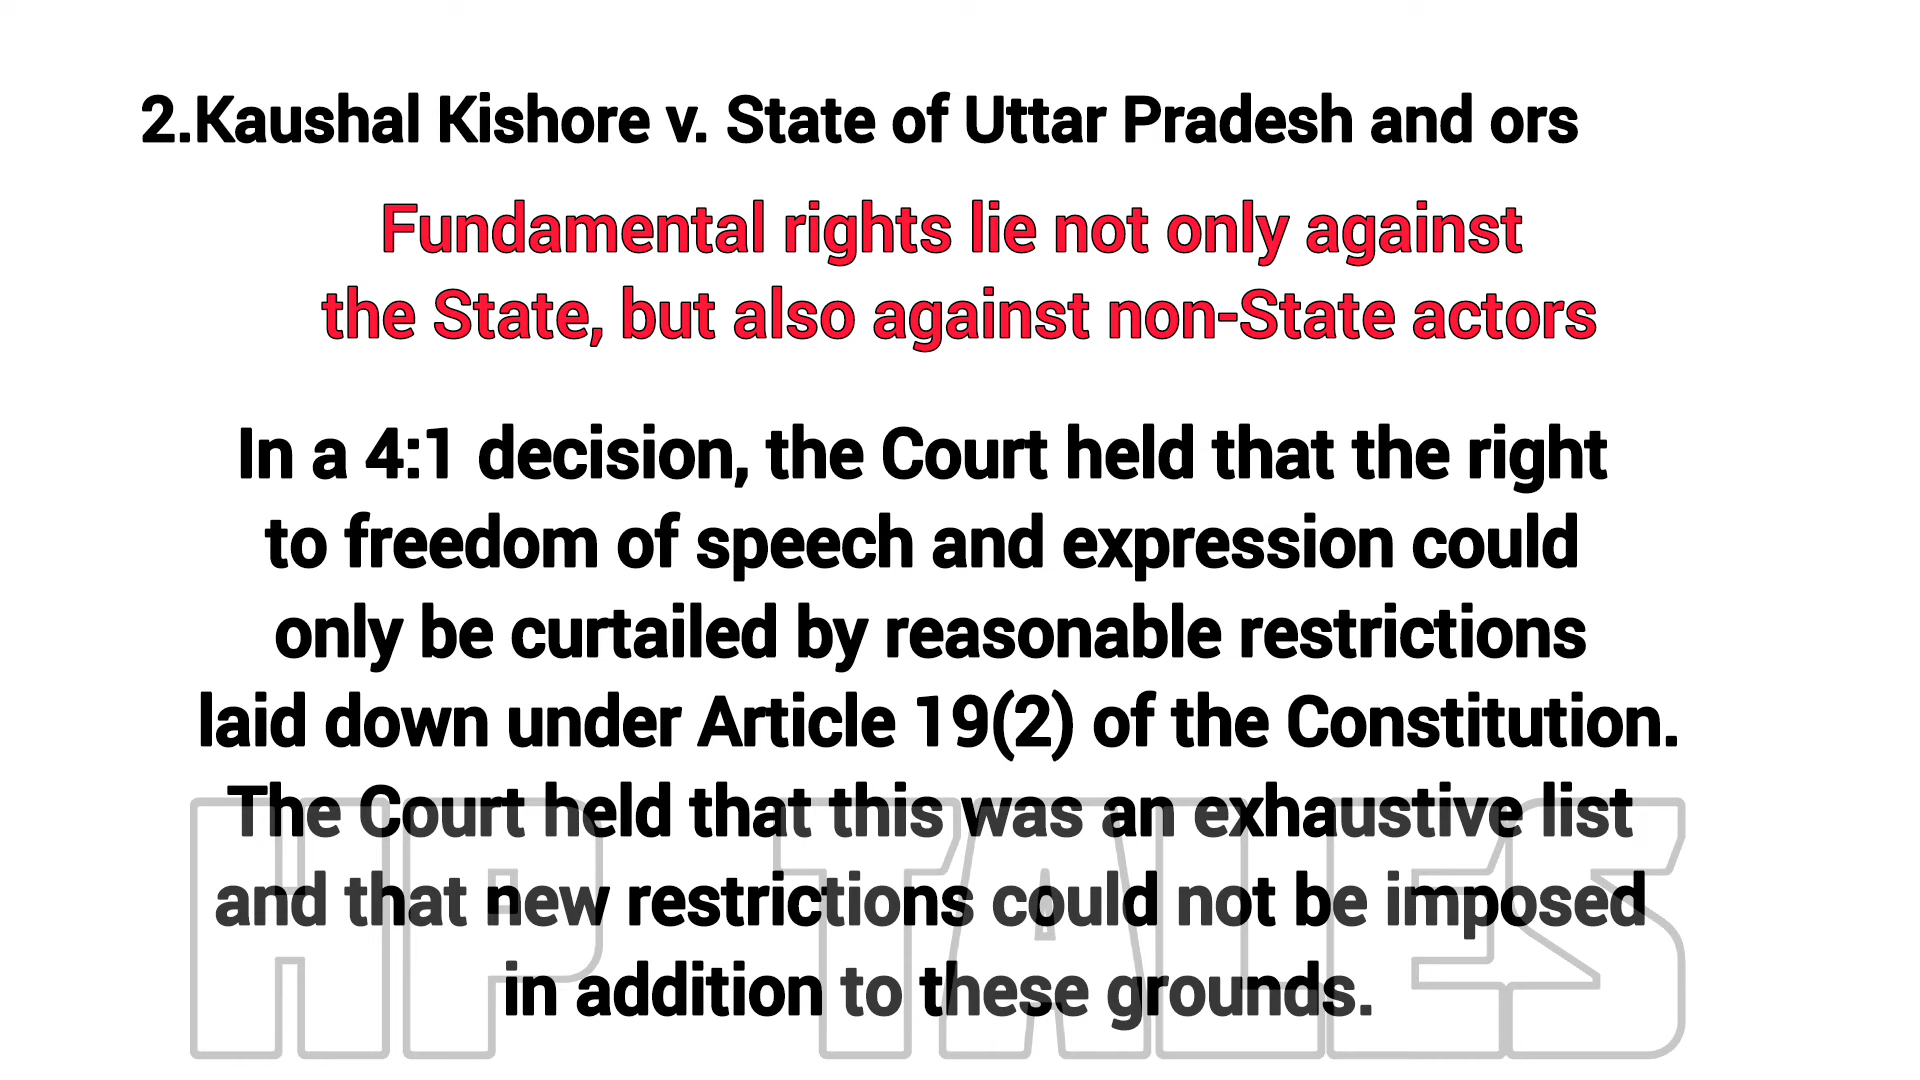 2.Kaushal Kishore v. State of Uttar Pradesh and ors
Fundamental rights lie not only against
the State, but also against non-State actors
In a 4:1 decision, the Court held that the right
to freedom of speech and expression could
only be curtailed by reasonable restrictions
laid down under Article 19(2) of the Constitution.
The Court held that this was an exhaustive list
and that new restrictions could not be imposed
in addition to these grounds.
HP TALES